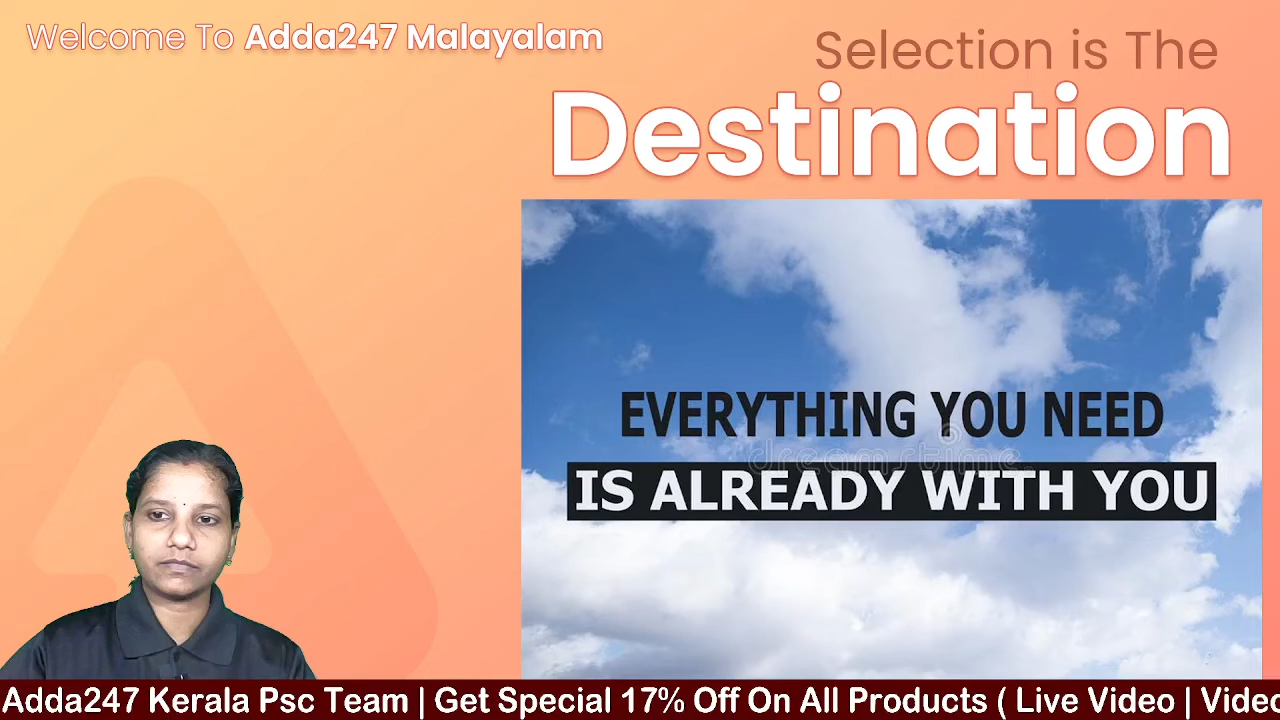 Welcome To Adda247 Malayalam
Selection is The
Destination
EVERYTHING YOU NEED
dreamstime
IS ALREADY WITH YOU
Adda247 Kerala Psc Team | Get Special 17% Off On All Products ( Live Video | Video